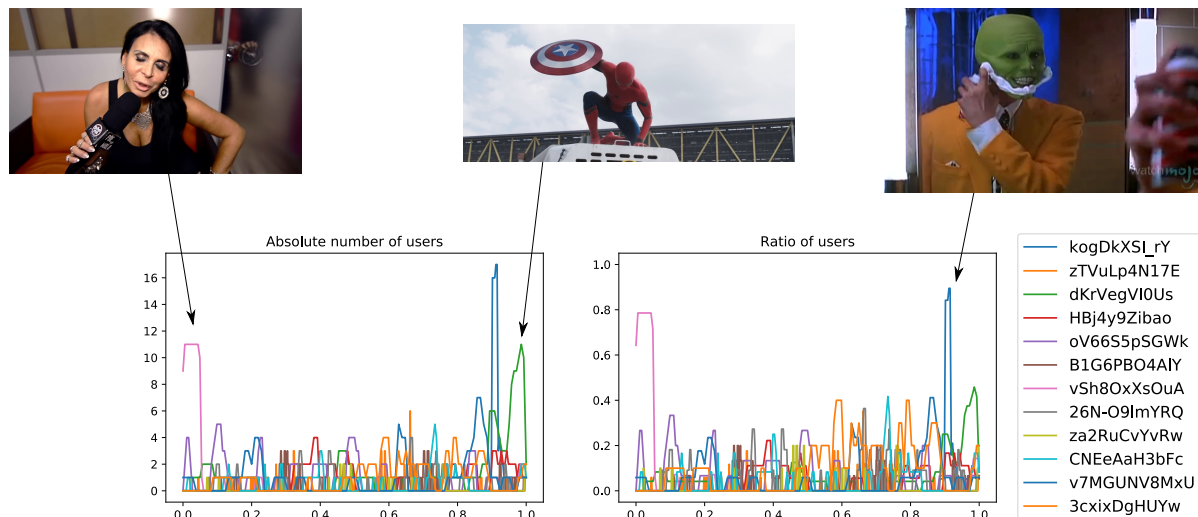 watchmojo
Absolute number of users
16
14
12
10
8
6
4
2
0
0.0 0.2 0.4 0.6 0.8 1.0
Ratio of users
1.0
0.8
0.6
0.4
0.2
0.0
0.0 0.2 0.4 0.6 0.8 1.0
kogDkXSI_rY
zTVuLp4N17E
dKrVegVI0Us
HBj4y9Zibao
oV66S5pSGWk
B1G6PBO4AlY
vSh8OxXsOuA
26N-O9lmYRQ
za2RuCvYvRw
CNEeAaH3bFc
v7MGUNV8MxU
3cxixDgHUYw